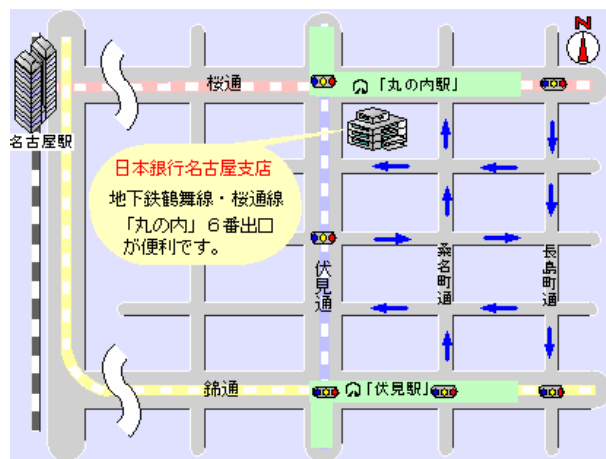 N
桜通
「丸の内駅」
名古屋駅
日本銀行名古屋支店
地下鉄鶴舞線・桜通線
「丸の内」６番出口
が便利です。
伏見通
桑名町通
長島町通
錦通
「伏見駅」